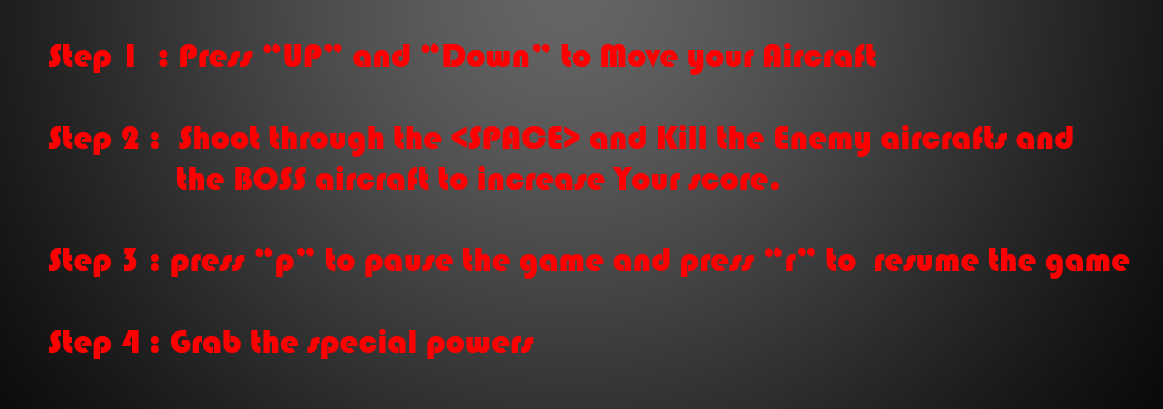 Step 1 : Press "UP" and "Down" to Move your Aircraft
Step 2 : Shoot through the <SPACE> and Kill the Enemy aircrafts and
the BOSS aircraft to increase Your score.
Step 3 : press "p" to pause the game and press "r" to resume the game
Step 4 : Grab the special powers